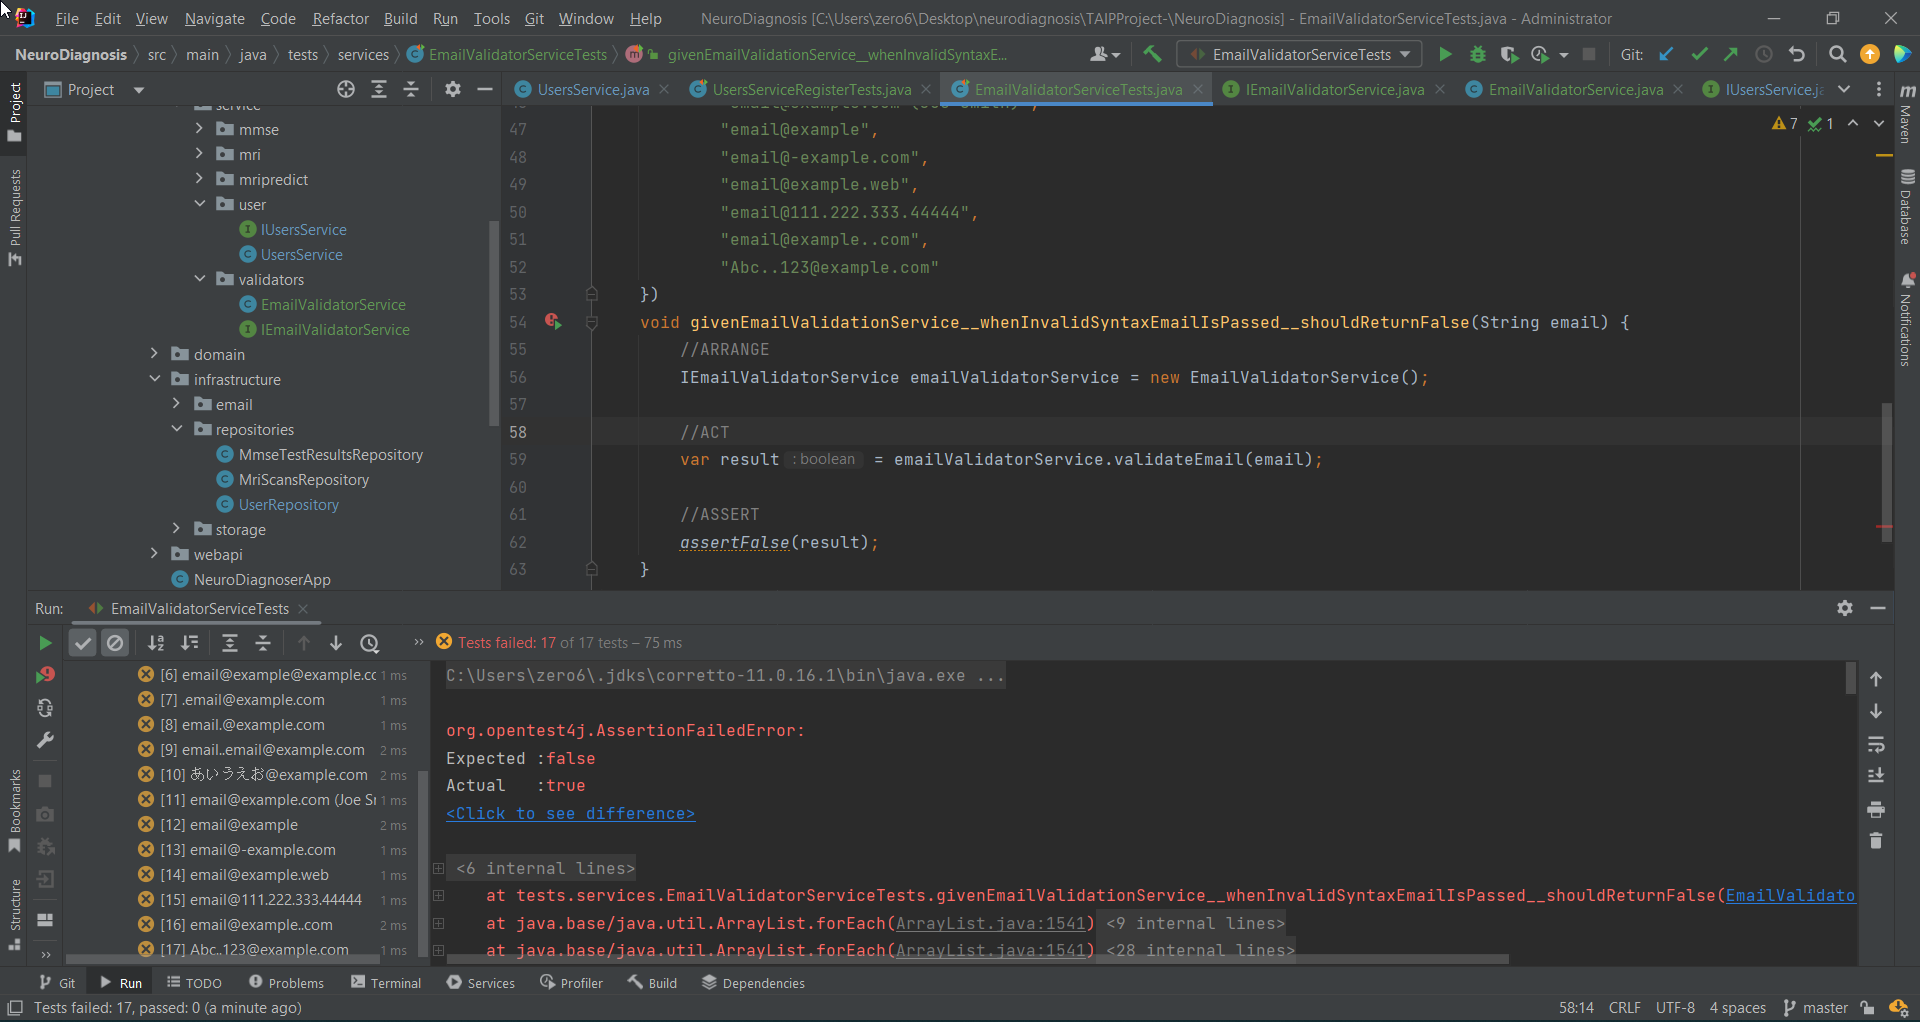 File Edit View Navigate Code Refactor Build Run Tools Git Window Help NeuroDiagnosis [C:\Users\zero6\Desktop\neurodiagnosis\TAIPProject-\NeuroDiagnosis] - EmailValidatorServiceTests.java - Administrator
NeuroDiagnosis src main java tests services EmailValidatorServiceTests givenEmailValidationService__whenInvalidSyntaxE... EmailValidatorServiceTests Git:
Project
UsersService.java UsersServiceRegisterTests.java EmailValidatorServiceTests.java IEmailValidatorService.java EmailValidatorService.java IUsersService.ja
Project
Pull Requests
Bookmarks
Structure
service
mmse
mri
mripredict
user
IUsersService
UsersService
validators
EmailValidatorService
IEmailValidatorService
domain
infrastructure
email
repositories
MmseTestResultsRepository
MriScansRepository
UserRepository
storage
webapi
NeuroDiagnoserApp
7 1
47 "email@example",
48 "email@-example.com",
49 "email@example.web",
50 "email@111.222.333.44444",
51 "email@example..com",
52 "Abc..123@example.com"
53 })
54 void givenEmailValidationService__whenInvalidSyntaxEmailIsPassed__shouldReturnFalse(String email) {
55 //ARRANGE
56 IEmailValidatorService emailValidatorService = new EmailValidatorService();
57
58 //ACT
59 var result : boolean = emailValidatorService.validateEmail(email);
60
61 //ASSERT
62 assertFalse(result);
63 }
Maven
Database
Notifications
Run: EmailValidatorServiceTests
Tests failed: 17 of 17 tests – 75 ms
[6] email@example@example.cc 1 ms
[7] .email@example.com 1 ms
[8] email.@example.com 1 ms
[9] email..email@example.com 2 ms
[10] あいうえお@example.com 2 ms
[11] email@example.com (Joe Sr 1 ms
[12] email@example 2 ms
[13] email@-example.com 1 ms
[14] email@example.web 1 ms
[15] email@111.222.333.44444 1 ms
[16] email@example..com 2 ms
[17] Abc..123@example.com 1 ms
C:\Users\zero6\.jdks\corretto-11.0.16.1\bin\java.exe ...
org.opentest4j.AssertionFailedError:
Expected :false
Actual :true
<Click to see difference>
<6 internal lines>
at tests.services.EmailValidatorServiceTests.givenEmailValidationService__whenInvalidSyntaxEmailIsPassed__shouldReturnFalse(EmailValidato
at java.base/java.util.ArrayList.forEach(ArrayList.java:1541) <9 internal lines>
at java.base/java.util.ArrayList.forEach(ArrayList.java:1541) <28 internal lines>
Git Run TODO Problems Terminal Services Profiler Build Dependencies
Tests failed: 17, passed: 0 (a minute ago) 58:14 CRLF UTF-8 4 spaces master